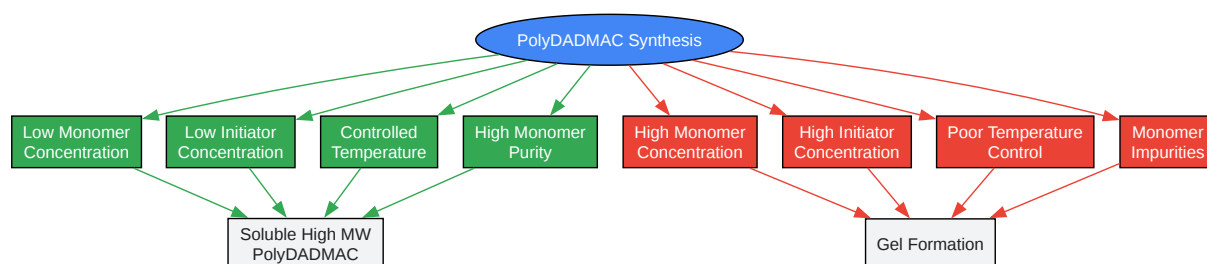 PolyDADMAC Synthesis
Low Monomer
Concentration
Low Initiator
Concentration
Controlled
Temperature
High Monomer
Purity
High Monomer
Concentration
High Initiator
Concentration
Poor Temperature
Control
Monomer
Impurities
Soluble High MW
PolyDADMAC
Gel Formation